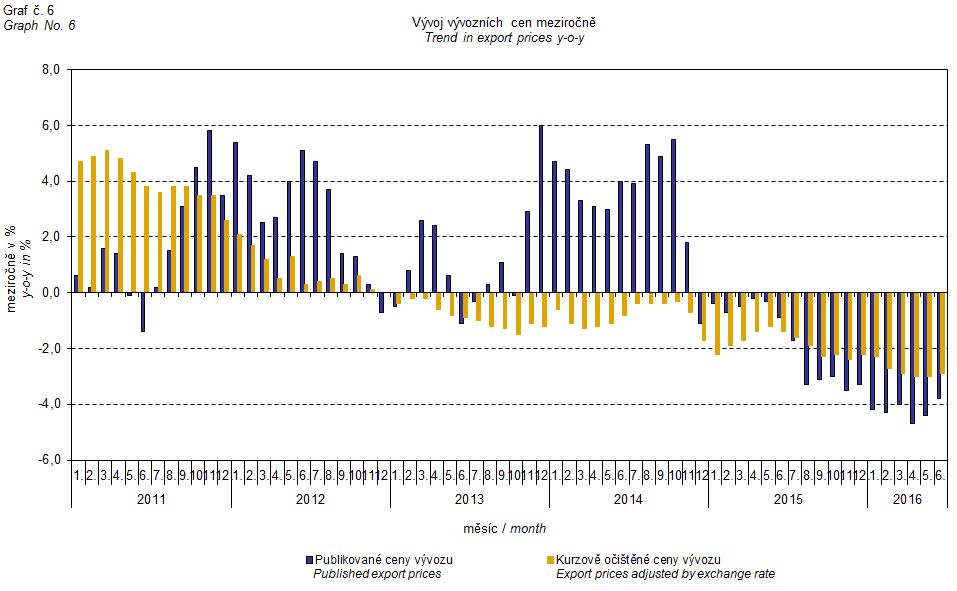 Graf č. 6
Graph No. 6
Vývoj vývozních cen meziročně
Trend in export prices y-o-y
meziročně v %
y-o-y in %
8,0
6,0
4,0
2,0
0,0
-2,0
-4,0
-6,0
1. 2. 3. 4. 5. 6. 7. 8. 9. 10 11 12 1. 2. 3. 4. 5. 6. 7. 8. 9. 10 11 12 1. 2. 3. 4. 5. 6. 7. 8. 9. 10 11 12 1. 2. 3. 4. 5. 6. 7. 8. 9. 10 11 12 1. 2. 3. 4. 5. 6. 7. 8. 9. 10 11 12 1. 2. 3. 4. 5. 6.
2011 2012 2013 2014 2015 2016
měsíc / month
Publikované ceny vývozu Kurzově očištěné ceny vývozu
Published export prices Export prices adjusted by exchange rate